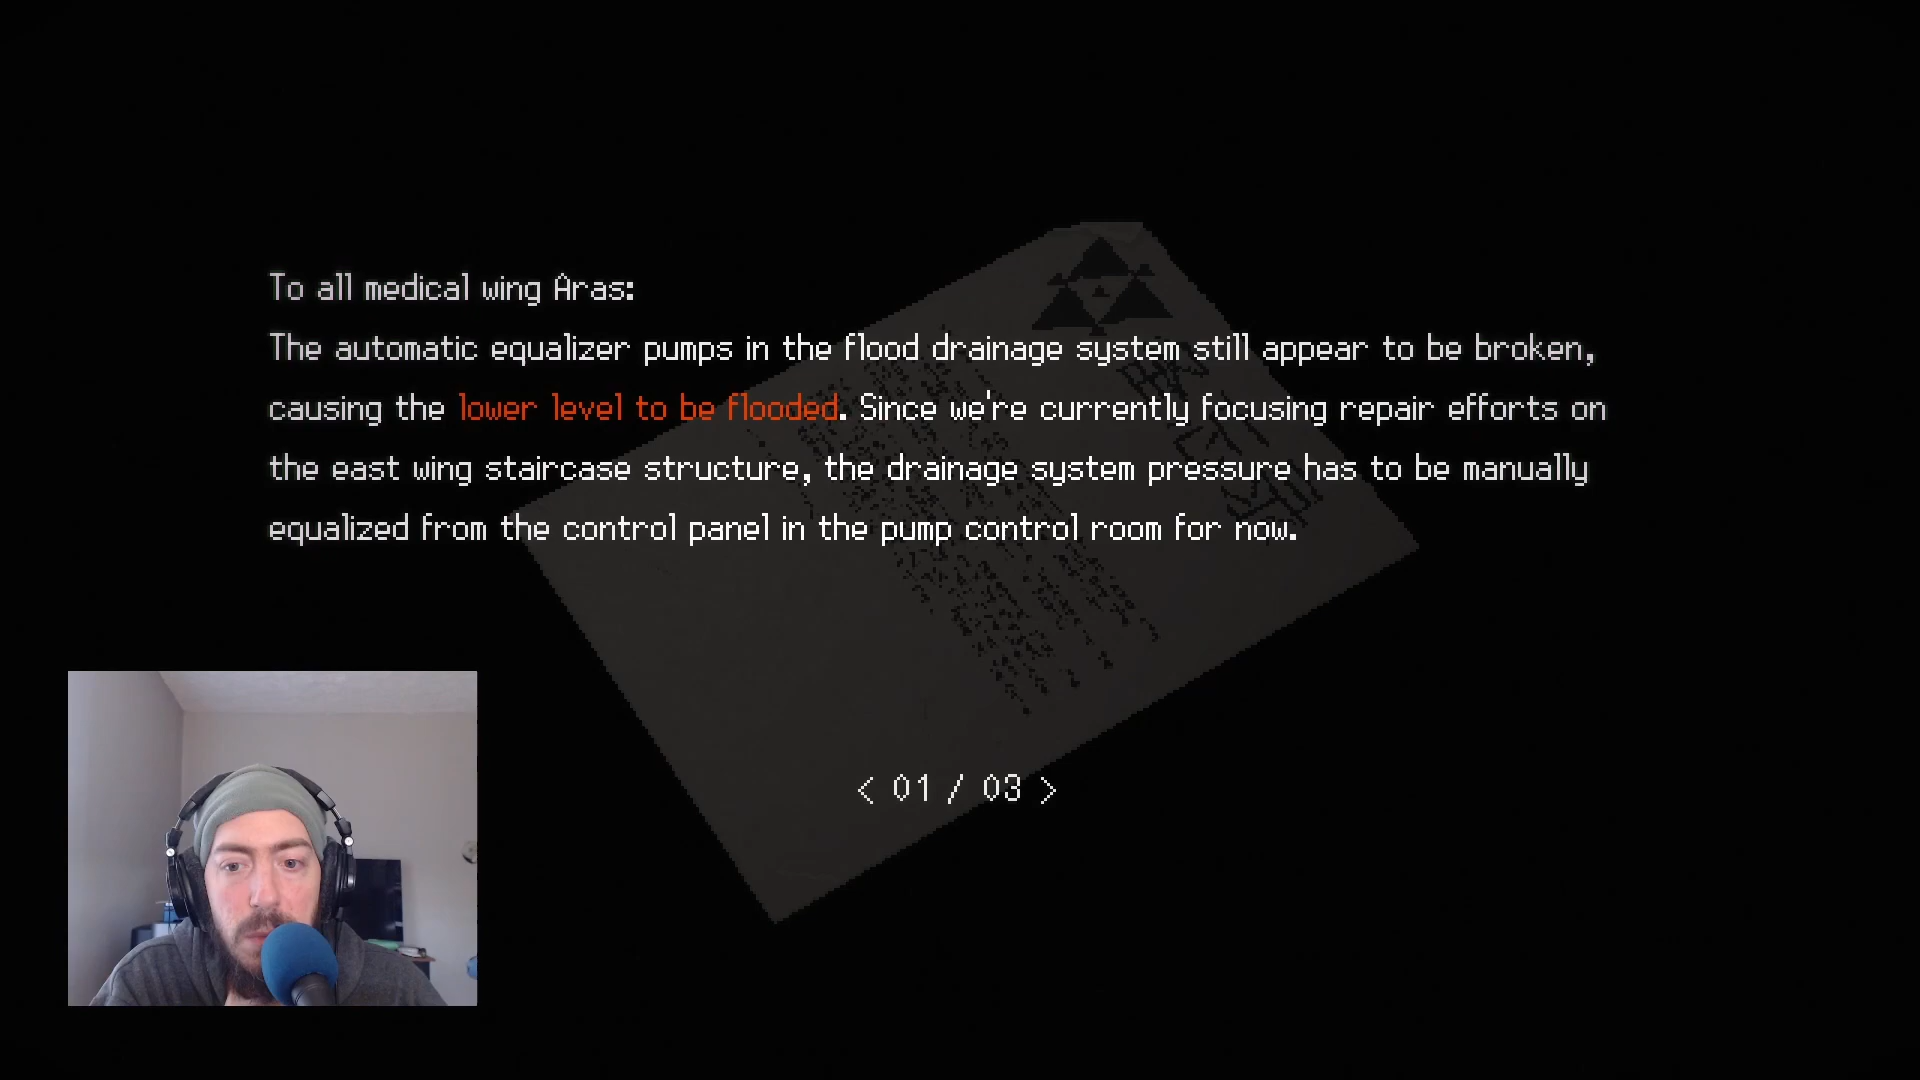 To all medical wing Aras:
The automatic equalizer pumps in the flood drainage system still appear to be broken,
causing the lower level to be flooded. Since we're currently focusing repair efforts on
the east wing staircase structure, the drainage system pressure has to be manually
equalized from the control panel in the pump control room for now.
< 01 / 03 >